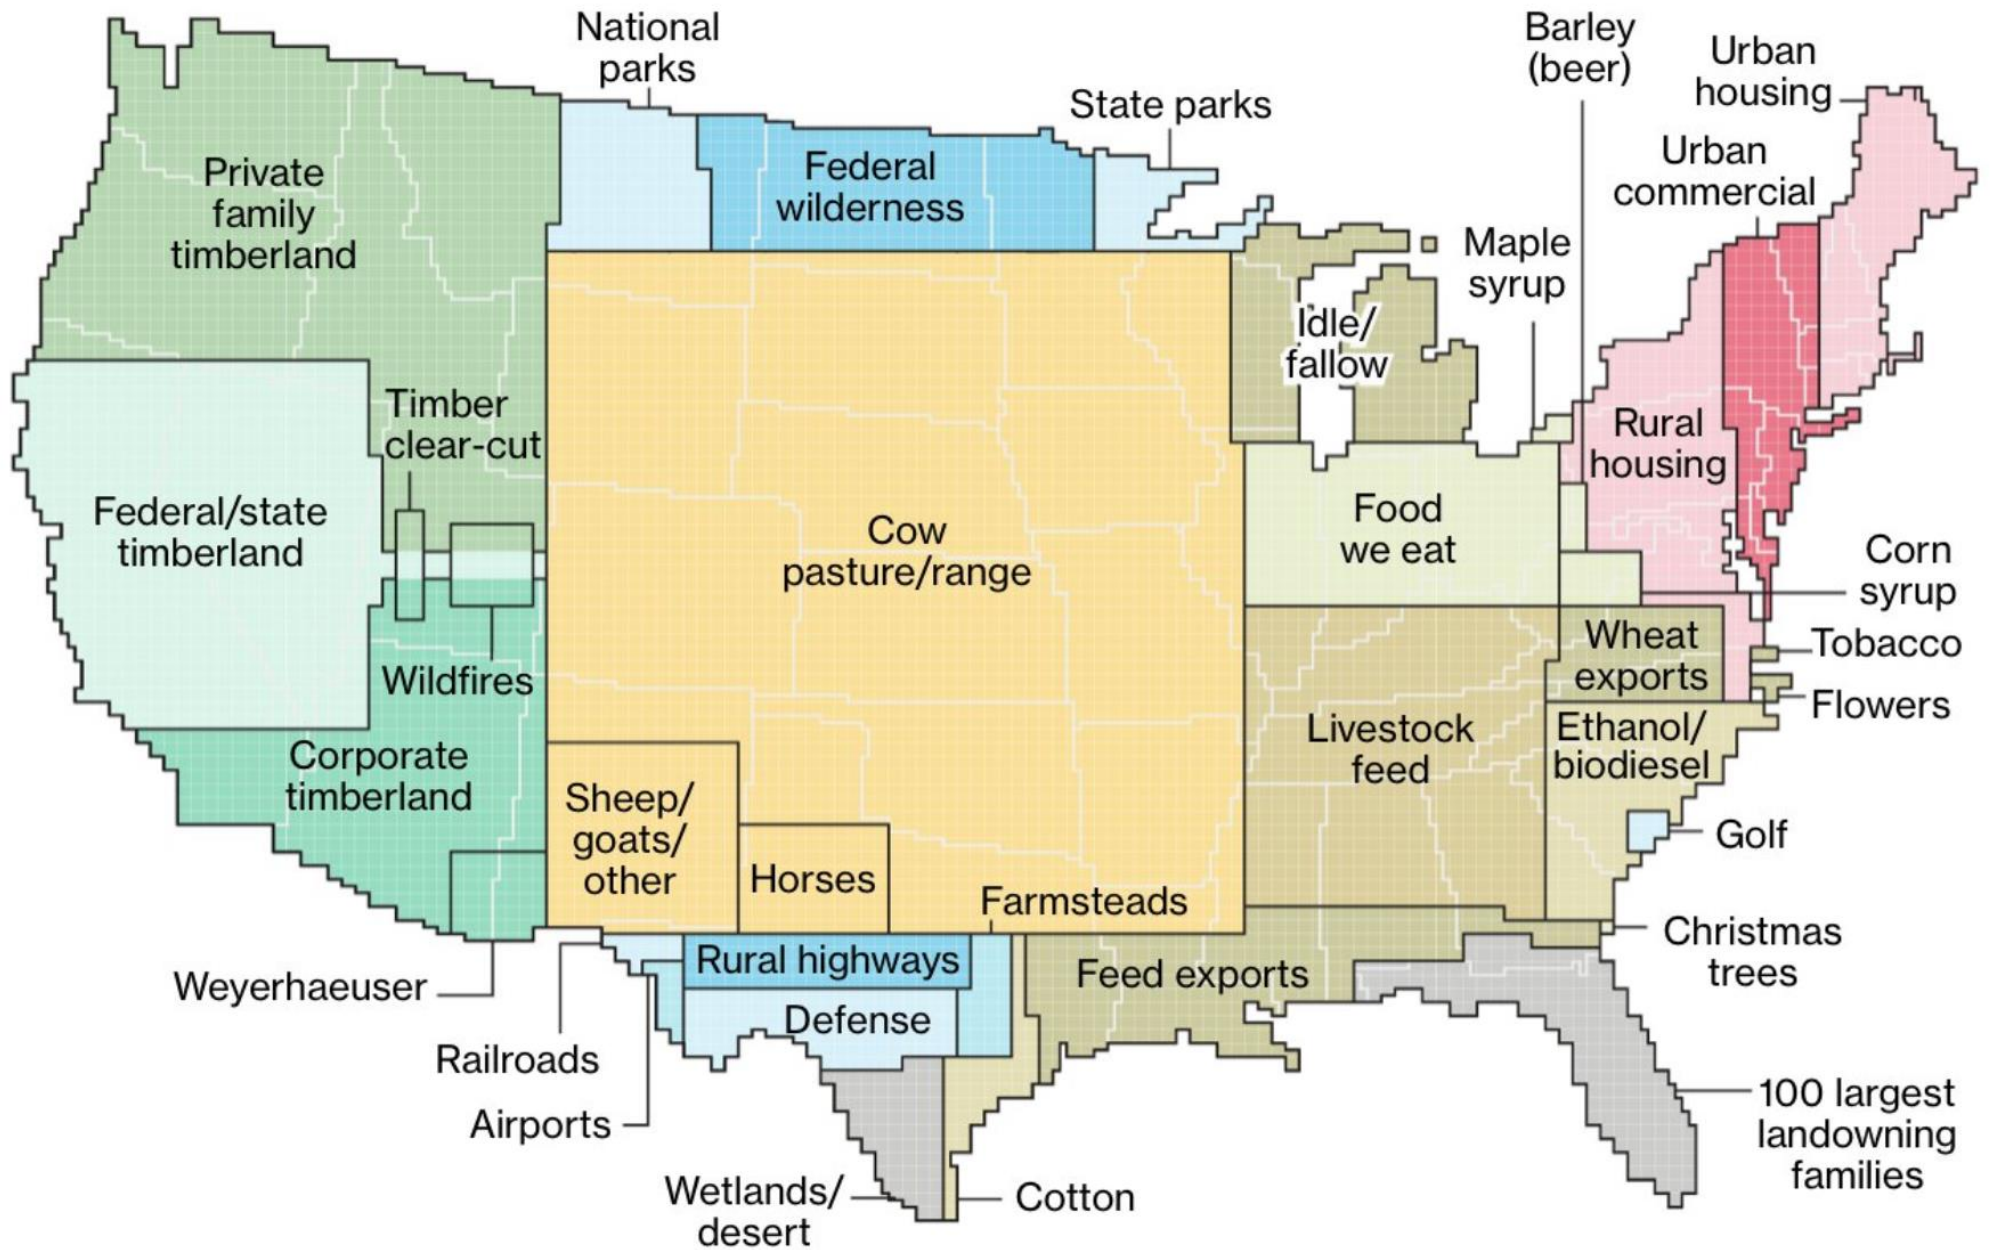 National
parks
Barley
(beer)
Urban
housing
State parks
Urban
commercial
Private
family
timberland
Federal
wilderness
Maple
syrup
Idle/
fallow
Timber
clear-cut
Rural
housing
Federal/state
timberland
Cow
pasture/range
Food
we eat
Corn
syrup
Wheat
exports
Tobacco
Wildfires
Flowers
Livestock
feed
Ethanol/
biodiesel
Corporate
timberland
Sheep/
goats/
other
Horses
Golf
Farmsteads
Christmas
trees
Rural highways
Feed exports
Weyerhaeuser
Defense
Railroads
Airports
100 largest
landowning
families
Wetlands/
desert
Cotton